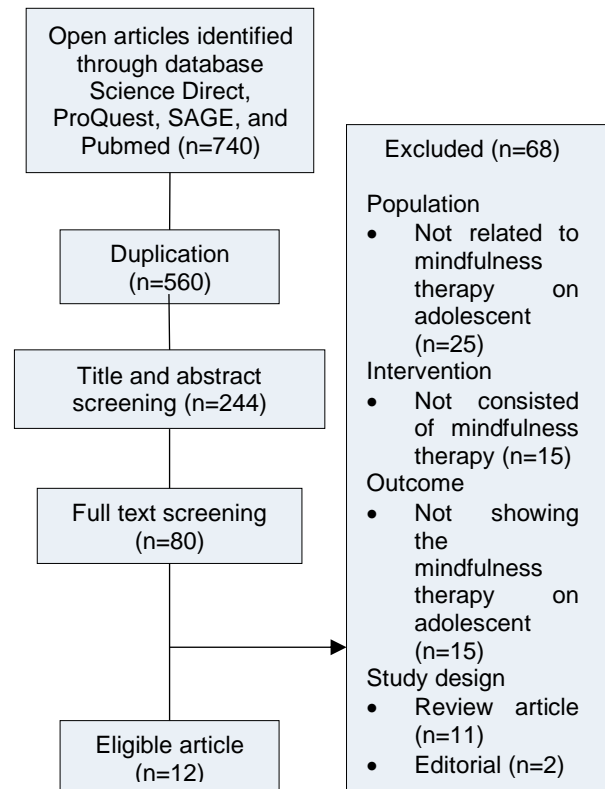 Open articles identified
through database
Science Direct,
ProQuest, SAGE, and
Pubmed (n=740)
Duplication
(n=560)
Title and abstract
screening (n=244)
Full text screening
(n=80)
Eligible article
(n=12)
Excluded (n=68)
Population
• Not related to
mindfulness
therapy on
adolescent
(n=25)
Intervention
• Not consisted
of mindfulness
therapy (n=15)
Outcome
• Not showing
the
mindfulness
therapy on
adolescent
(n=15)
Study design
• Review article
(n=11)
• Editorial (n=2)